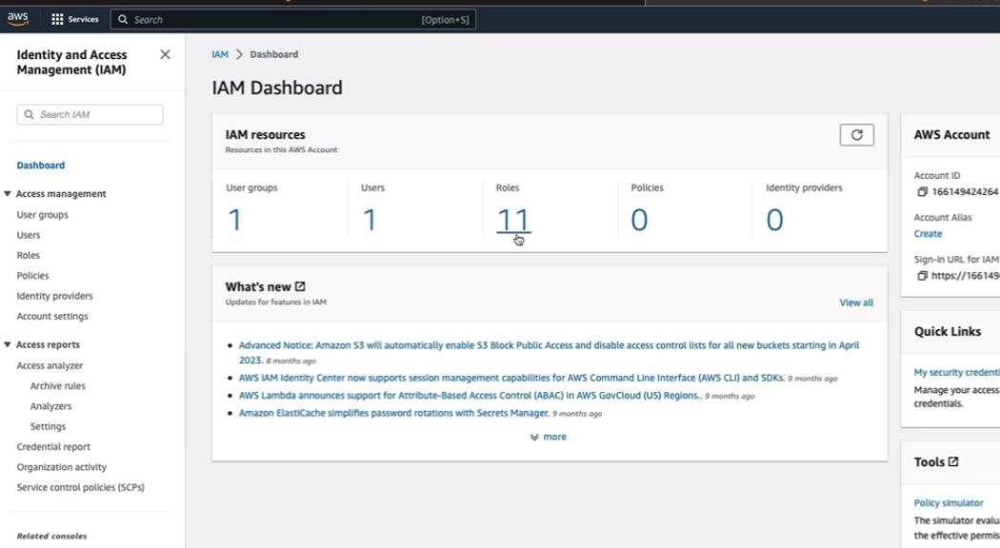 aws
Services
Search
[Option+S]
Identity and Access
Management (IAM)
Search IAM
Dashboard
Access management
User groups
Users
Roles
Policies
Identity providers
Account settings
Access reports
Access analyzer
Archive rules
Analyzers
Settings
Credential report
Organization activity
Service control policies (SCPs)
Related consoles
IAM > Dashboard
IAM Dashboard
IAM resources
Resources in this AWS Account
User groups
1
Users
1
Roles
11
Policies
0
Identity providers
0
What's new
Updates for features in IAM
View all
Advanced Notice: Amazon S3 will automatically enable S3 Block Public Access and disable access control lists for all new buckets starting in April
2023. 8 months ago
AWS IAM Identity Center now supports session management capabilities for AWS Command Line Interface (AWS CLI) and SDKs. 9 months ago
AWS Lambda announces support for Attribute-Based Access Control (ABAC) in AWS GovCloud (US) Regions.. 9 months ago
Amazon ElastiCache simplifies password rotations with Secrets Manager. 9 months ago
more
AWS Account
Account ID
166149424264
Account Alias
Create
Sign-in URL for IAM
https://166149
Quick Links
My security credenti
Manage your access
credentials.
Tools
Policy simulator
The simulator evalua
the effective permis